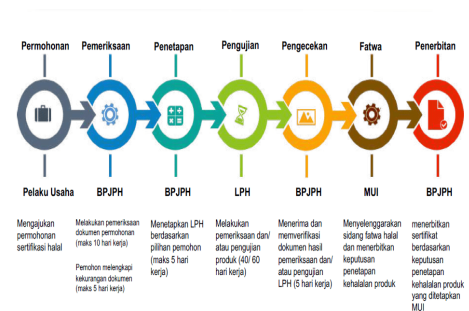 Permohonan
Pemeriksaan
Penetapan
Pengujian
Pengecekan
Fatwa
Penerbitan
Pelaku Usaha
Mengajukan
permohonan
sertifikasi halal
BPJPH
Melakukan pemeriksaan
dokumen permohonan
(maks 10 hari kerja)
Pemohon melengkapi
kekurangan dokumen
(maks 5 hari kerja)
BPJPH
Menetapkan LPH
berdasarkan
pilihan pemohon
(maks 5 hari
kerja)
LPH
Melakukan
pemeriksaan dan/
atau pengujian
produk (40/ 60
hari kerja)
BPJPH
Menerima dan
memverifikasi
dokumen hasil
pemeriksaan dan/
atau pengujian
LPH (5 hari kerja)
MUI
Menyelenggarakan
sidang fatwa halal
dan menerbitkan
keputusan
penetapan
kehalalan produk
BPJPH
menerbitkan
sertifikat
berdasarkan
keputusan
penetapan
kehalalan produk
yang ditetapkan
MUI